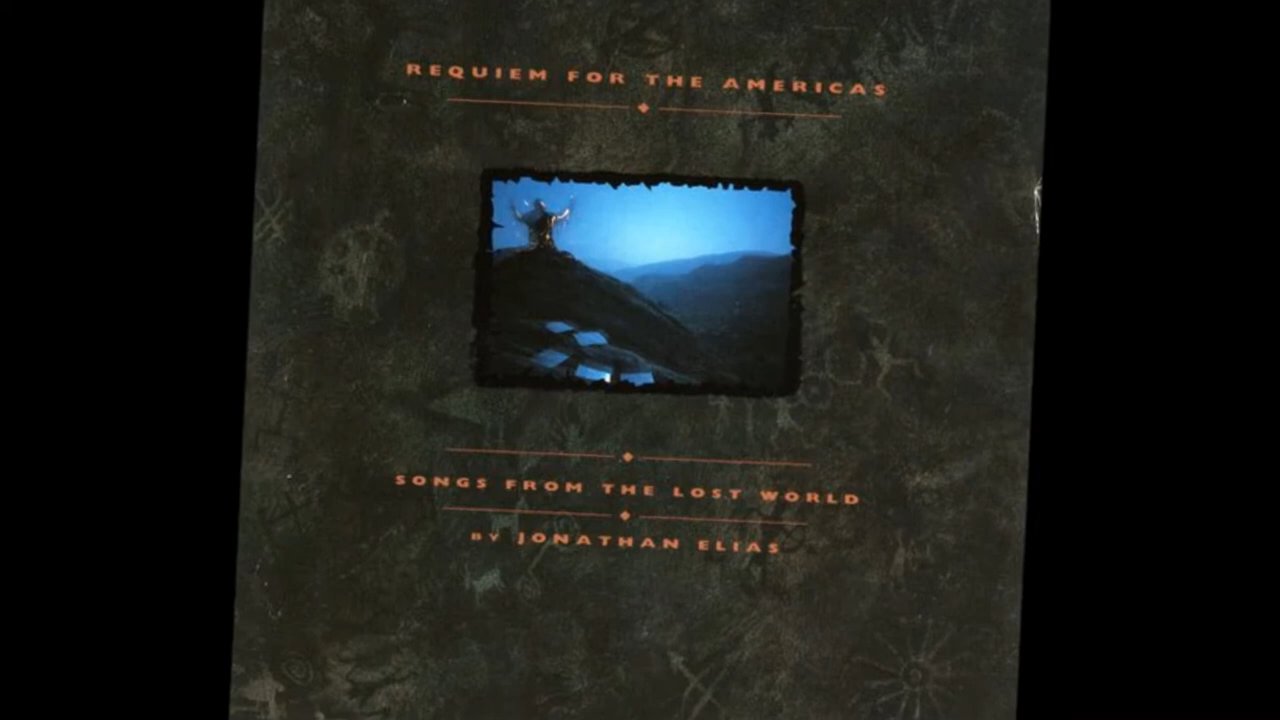 REQUIEM FOR THE AMERICAS
SONGS FROM THE LOST WORLD
BY JONATHAN ELIAS